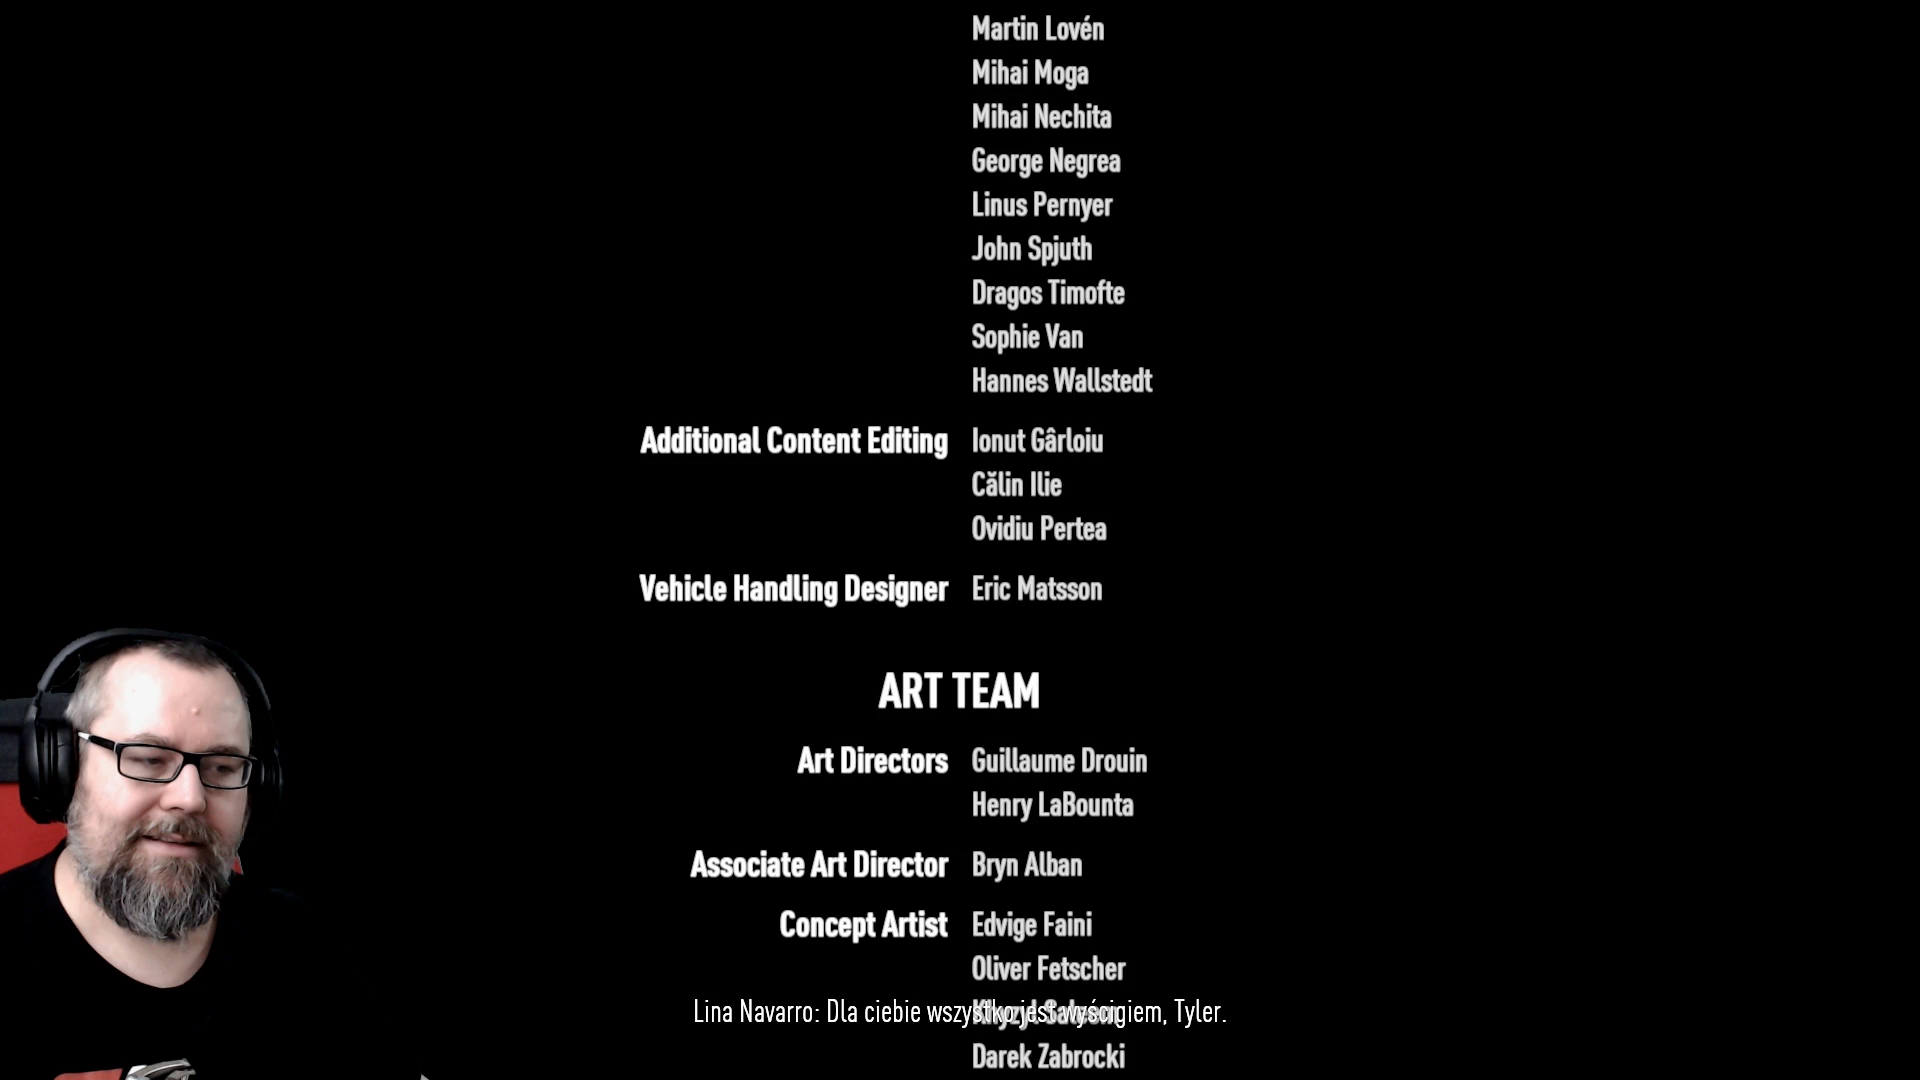 Martin Lovén
Mihai Moga
Mihai Nechita
George Negrea
Linus Pernyer
John Spjuth
Dragos Timofte
Sophie Van
Hannes Wallstedt
Additional Content Editing Ionut Gârloiu
Călin Ilie
Ovidiu Pertea
Vehicle Handling Designer Eric Matsson
ART TEAM
Art Directors Guillaume Drouin
Henry LaBounta
Associate Art Director Bryn Alban
Concept Artist Edvige Faini
Oliver Fetscher
Lina Navarro: Dla ciebie wszystko jest wyścigiem, Tyler.
Darek Zabrocki